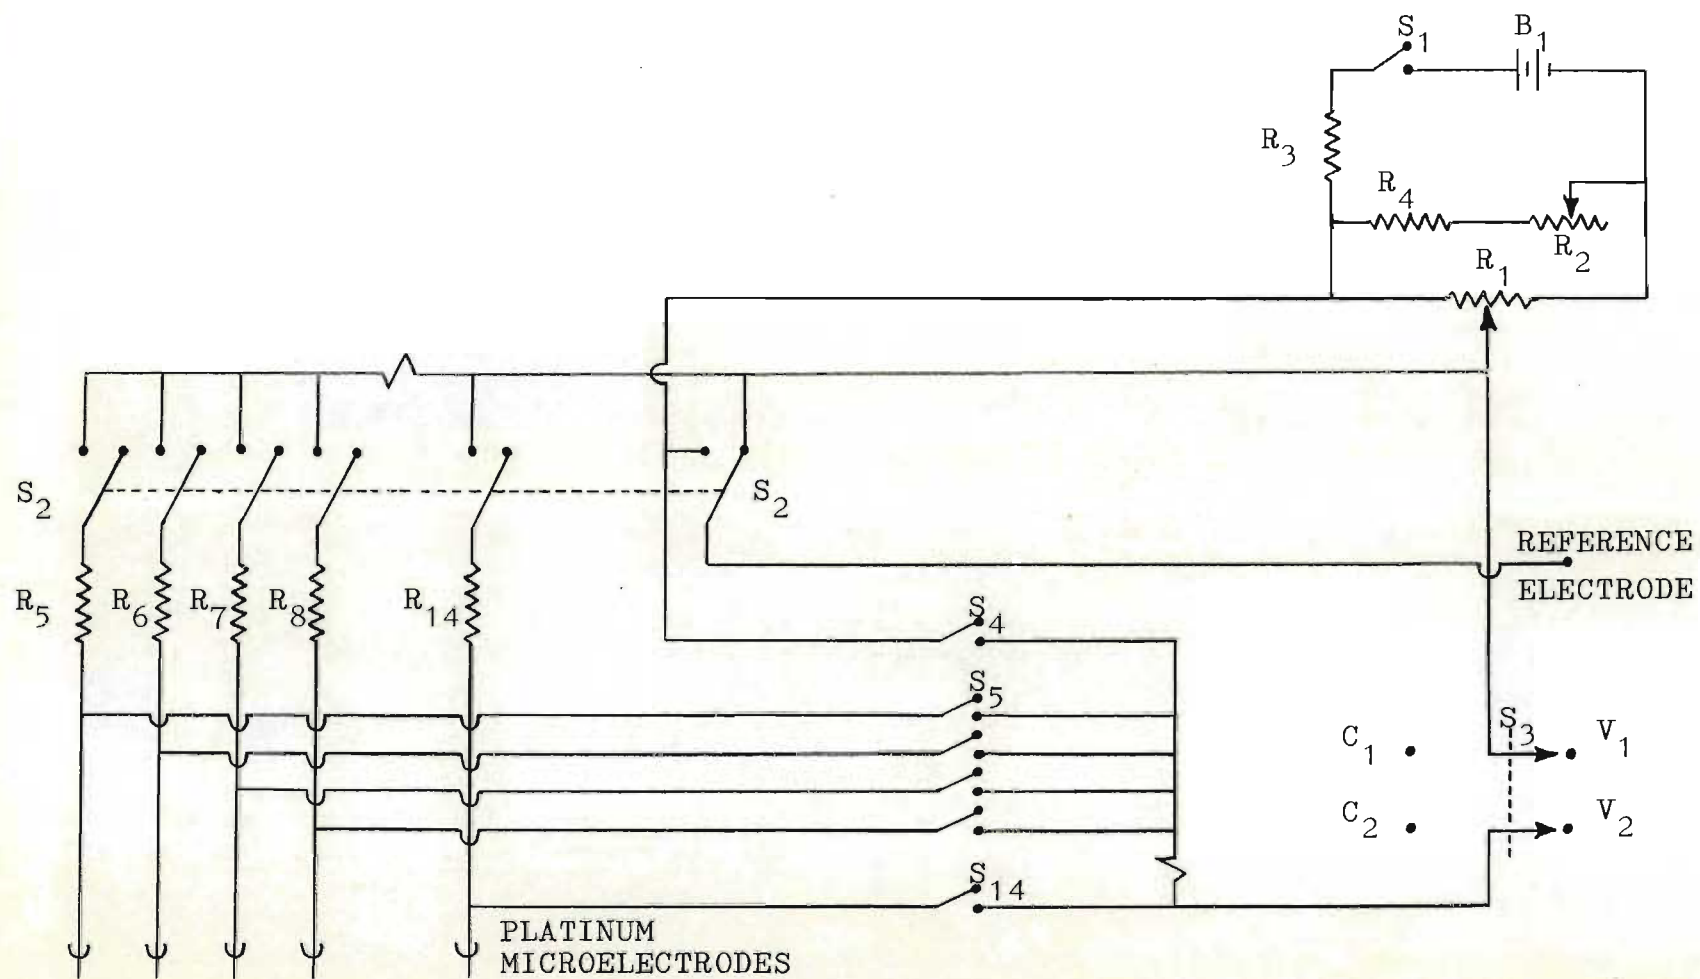 S1 B1
R3
R4
R2
R1
S2
S2
REFERENCE
ELECTRODE
R5 R6 R7 R8 R14
S4
S5
S3
C1 V1
C2 V2
S14
PLATINUM
MICROELECTRODES